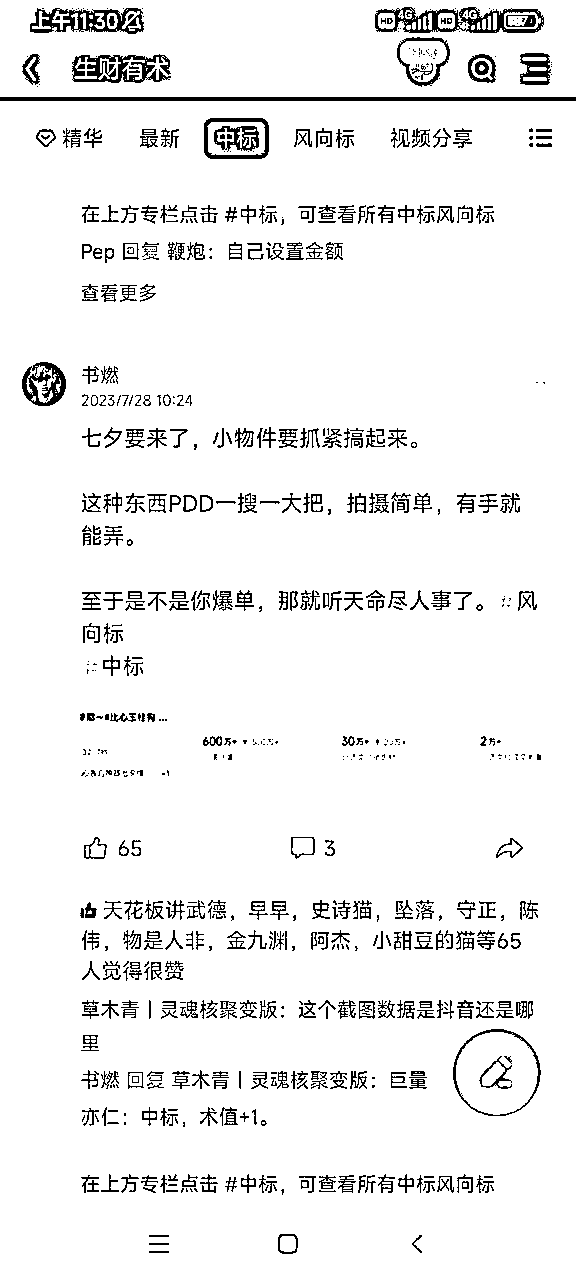 上午11:30
生财有术
精华 最新 中标 风向标 视频分享
在上方专栏点击 #中标，可查看所有中标风向标
Pep 回复 鞭炮：自己设置金额
查看更多
书燃
2023/7/28 10:24
七夕要来了，小物件要抓紧搞起来。
这种东西PDD一搜一大把，拍摄简单，有手就
能弄。
至于是不是你爆单，那就听天命尽人事了。 #风
向标
#中标
600万+ 30万+ 2万+
65 3
天花板讲武德，早早，史诗猫，坠落，守正，陈
伟，物是人非，金九渊，阿杰，小甜豆的猫等65
人觉得很赞
草木青丨灵魂核聚变版：这个截图数据是抖音还是哪
里
书燃 回复 草木青丨灵魂核聚变版：巨量
亦仁：中标，术值+1。
在上方专栏点击 #中标，可查看所有中标风向标